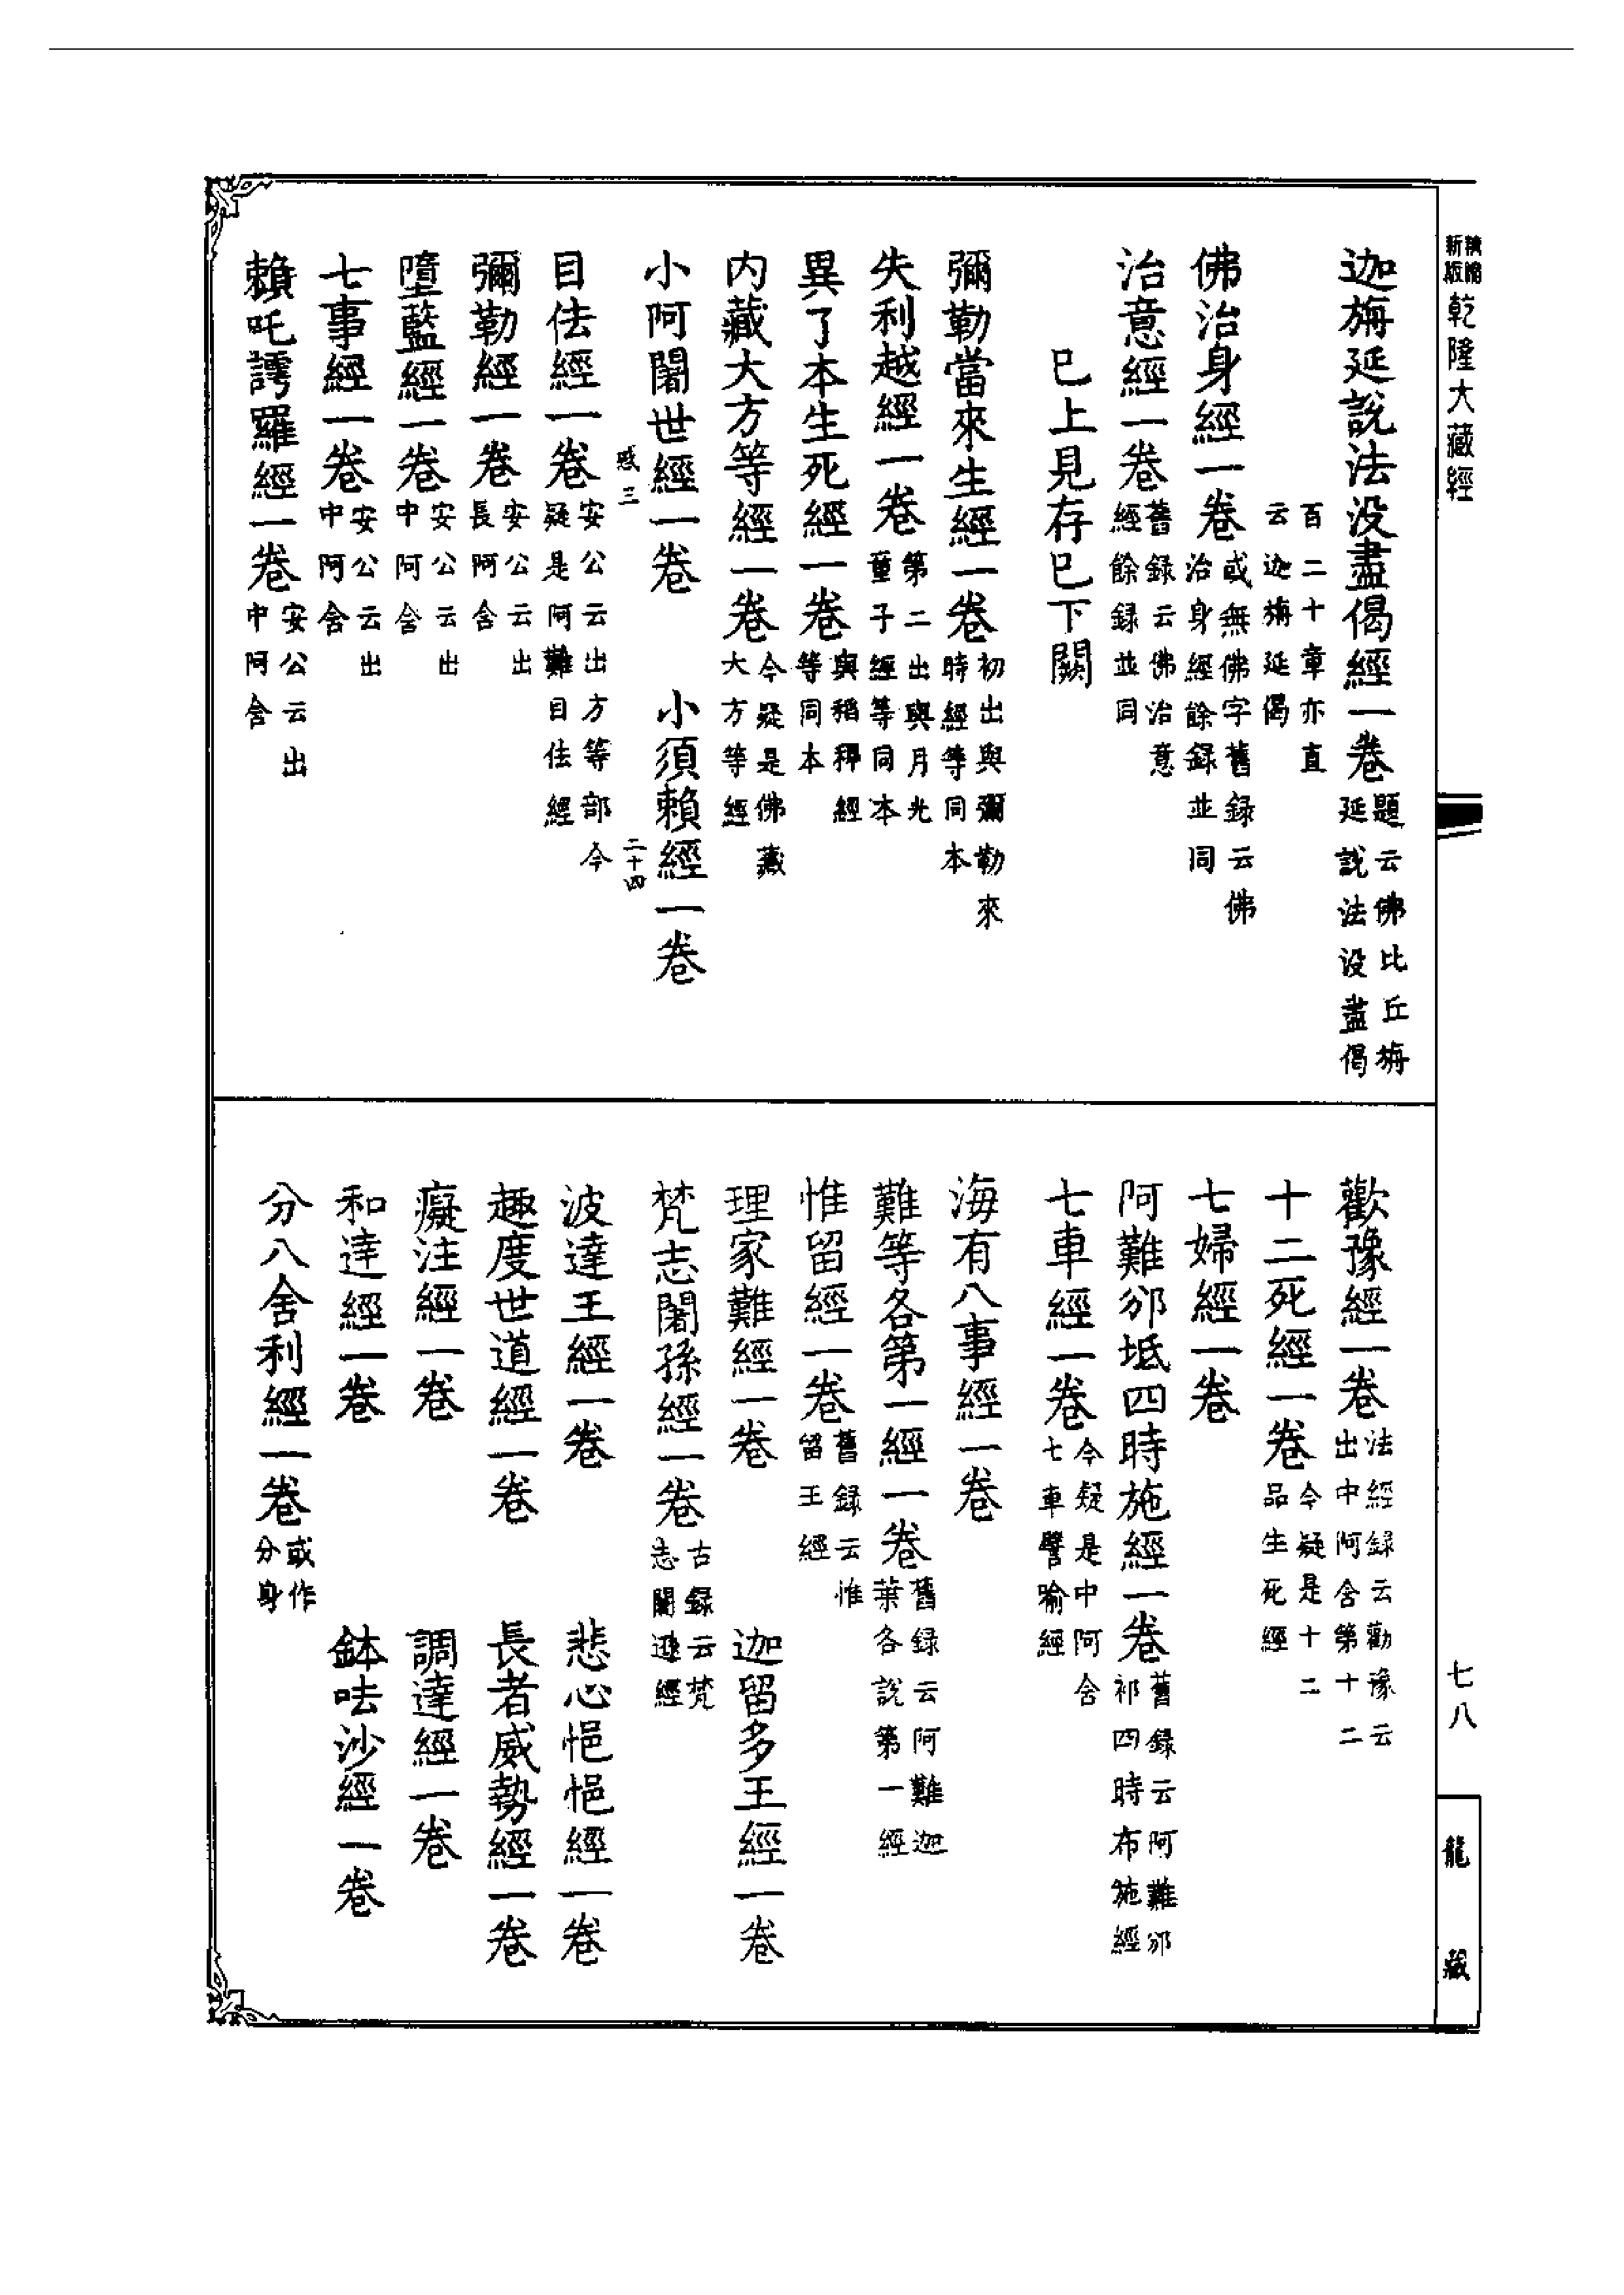 乾隆大藏經
七八
龍藏
迦旃延說法沒盡偈經一卷題云佛比丘旃延說法沒盡偈
百二十章亦直云迦旃延偈
佛治身經一卷或無佛字舊録云佛治身經餘録並同
治意經一卷舊録云佛治意經餘録並同
已上見存已下闕
彌勒當來生經一卷初出與彌勒來時經等同本
失利越經一卷第二出與月光童子經等同本
異了本生死經一卷與稻稈經等同本
内藏大方等經一卷今疑是佛藏大方等經
小阿闍世經一卷　小須賴經一卷
三　二十四
目佉經一卷安公云出方等部今疑是阿難目佉經
彌勒經一卷安公云出長阿含
墮藍經一卷安公云出中阿含
七事經一卷安公云出中阿含
賴吒謣羅經一卷安公云出中阿含
歡豫經一卷法經録云勸豫云出中阿含第十二
十二死經一卷今疑是十二品生死經
七婦經一卷
阿難邠坻四時施經一卷舊録云阿難邠祁四時布施經
七車經一卷今疑是中阿含七車譬喻經
海有八事經一卷
難等各第一經一卷舊録云阿難迦葉各說第一經
惟留經一卷舊録云惟留王經
理家難經一卷　迦留多王經一卷
梵志闍孫經一卷古録云梵志闍遜經
波達王經一卷　悲心悒悒經一卷
趣度世道經一卷　長者威勢經一卷
癡注經一卷　調達經一卷
和達經一卷　鉢呿沙經一卷
分八舍利經一卷或作分身